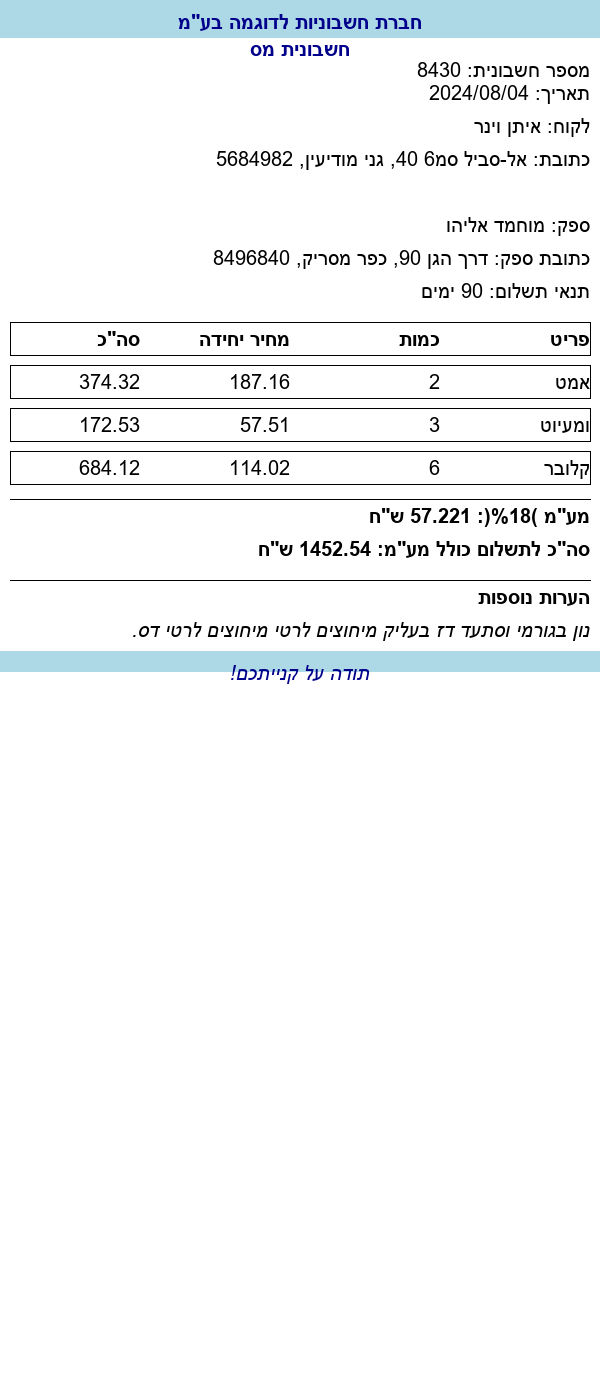 חברת חשבוניות לדוגמה בע"מ
חשבונית מס
מספר חשבונית: 8430
תאריך: 2024/08/04
לקוח: איתן וינר
כתובת: אל-סביל סמ6 40, גני מודיעין, 5684982
ספק: מוחמד אליהו
כתובת ספק: דרך הגן 90, כפר מסריק, 8496840
תנאי תשלום: 90 ימים
פריט כמות מחיר יחידה סה"כ
אמט 2 187.16 374.32
ומעיוט 3 57.51 172.53
קלובר 6 114.02 684.12
מע"מ )18%(: 57.221 ש"ח
סה"כ לתשלום כולל מע"מ: 1452.54 ש"ח
הערות נוספות
נון בגורמי וסתעד דז בעליק מיחוצים לרטי מיחוצים לרטי דס.
תודה על קנייתכם!